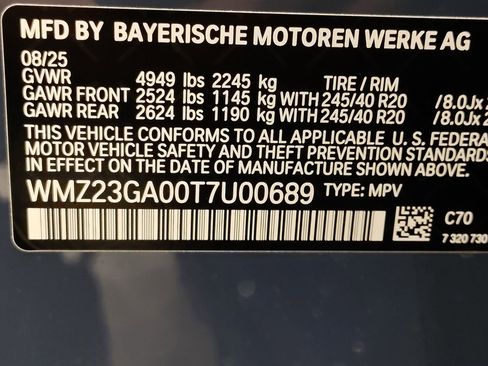 MFD BY BAYERISCHE MOTOREN WERKE AG
08/25
GVWR 4949 lbs 2245 kg TIRE / RIM
GAWR FRONT 2524 lbs 1145 kg WITH 245/40 R20 /8.0Jx
GAWR REAR 2624 lbs 1190 kg WITH 245/40 R20 /8.0Jx
THIS VEHICLE CONFORMS TO ALL APPLICABLE U. S. FEDERA
MOTOR VEHICLE SAFETY AND THEFT PREVENTION STANDAR
IN EFFECT ON THE DATE OF MANUFACTURE SHOWN ABOVE.
WMZ23GA00T7U00689 TYPE: MPV
C70
7 320 730